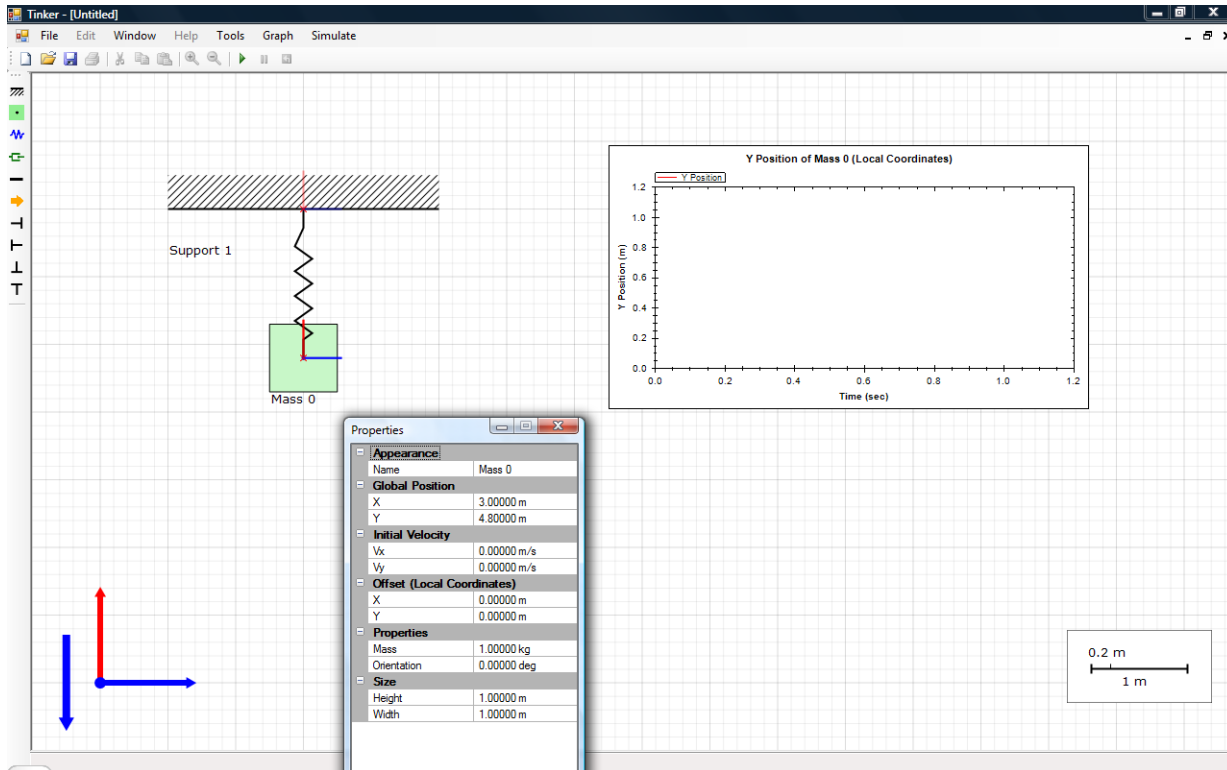 Tinker - [Untitled]
File Edit Window Help Tools Graph Simulate
Support 1
Mass 0
Y Position of Mass 0 (Local Coordinates)
Y Position
1.2
1.0
0.8
0.6
0.4
0.2
0.0
Y Position (m)
0.0 0.2 0.4 0.6 0.8 1.0 1.2
Time (sec)
Properties
Appearance
Name Mass 0
Global Position
X 3.00000 m
Y 4.80000 m
Initial Velocity
Vx 0.00000 m/s
Vy 0.00000 m/s
Offset (Local Coordinates)
X 0.00000 m
Y 0.00000 m
Properties
Mass 1.00000 kg
Orientation 0.00000 deg
Size
Height 1.00000 m
Width 1.00000 m
0.2 m
1 m